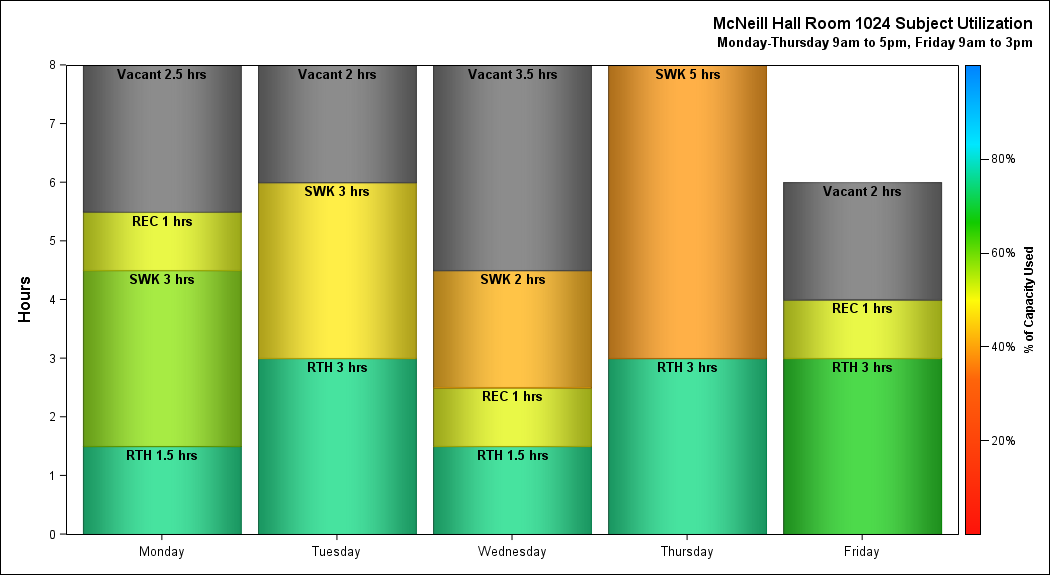 McNeill Hall Room 1024 Subject Utilization
Monday-Thursday 9am to 5pm, Friday 9am to 3pm
Hours
8
7
6
5
4
3
2
1
0
Vacant 2.5 hrs
REC 1 hrs
SWK 3 hrs
RTH 1.5 hrs
Vacant 2 hrs
SWK 3 hrs
RTH 3 hrs
Vacant 3.5 hrs
SWK 2 hrs
REC 1 hrs
RTH 1.5 hrs
SWK 5 hrs
RTH 3 hrs
Vacant 2 hrs
REC 1 hrs
RTH 3 hrs
Monday
Tuesday
Wednesday
Thursday
Friday
80%
60%
40%
20%
% of Capacity Used